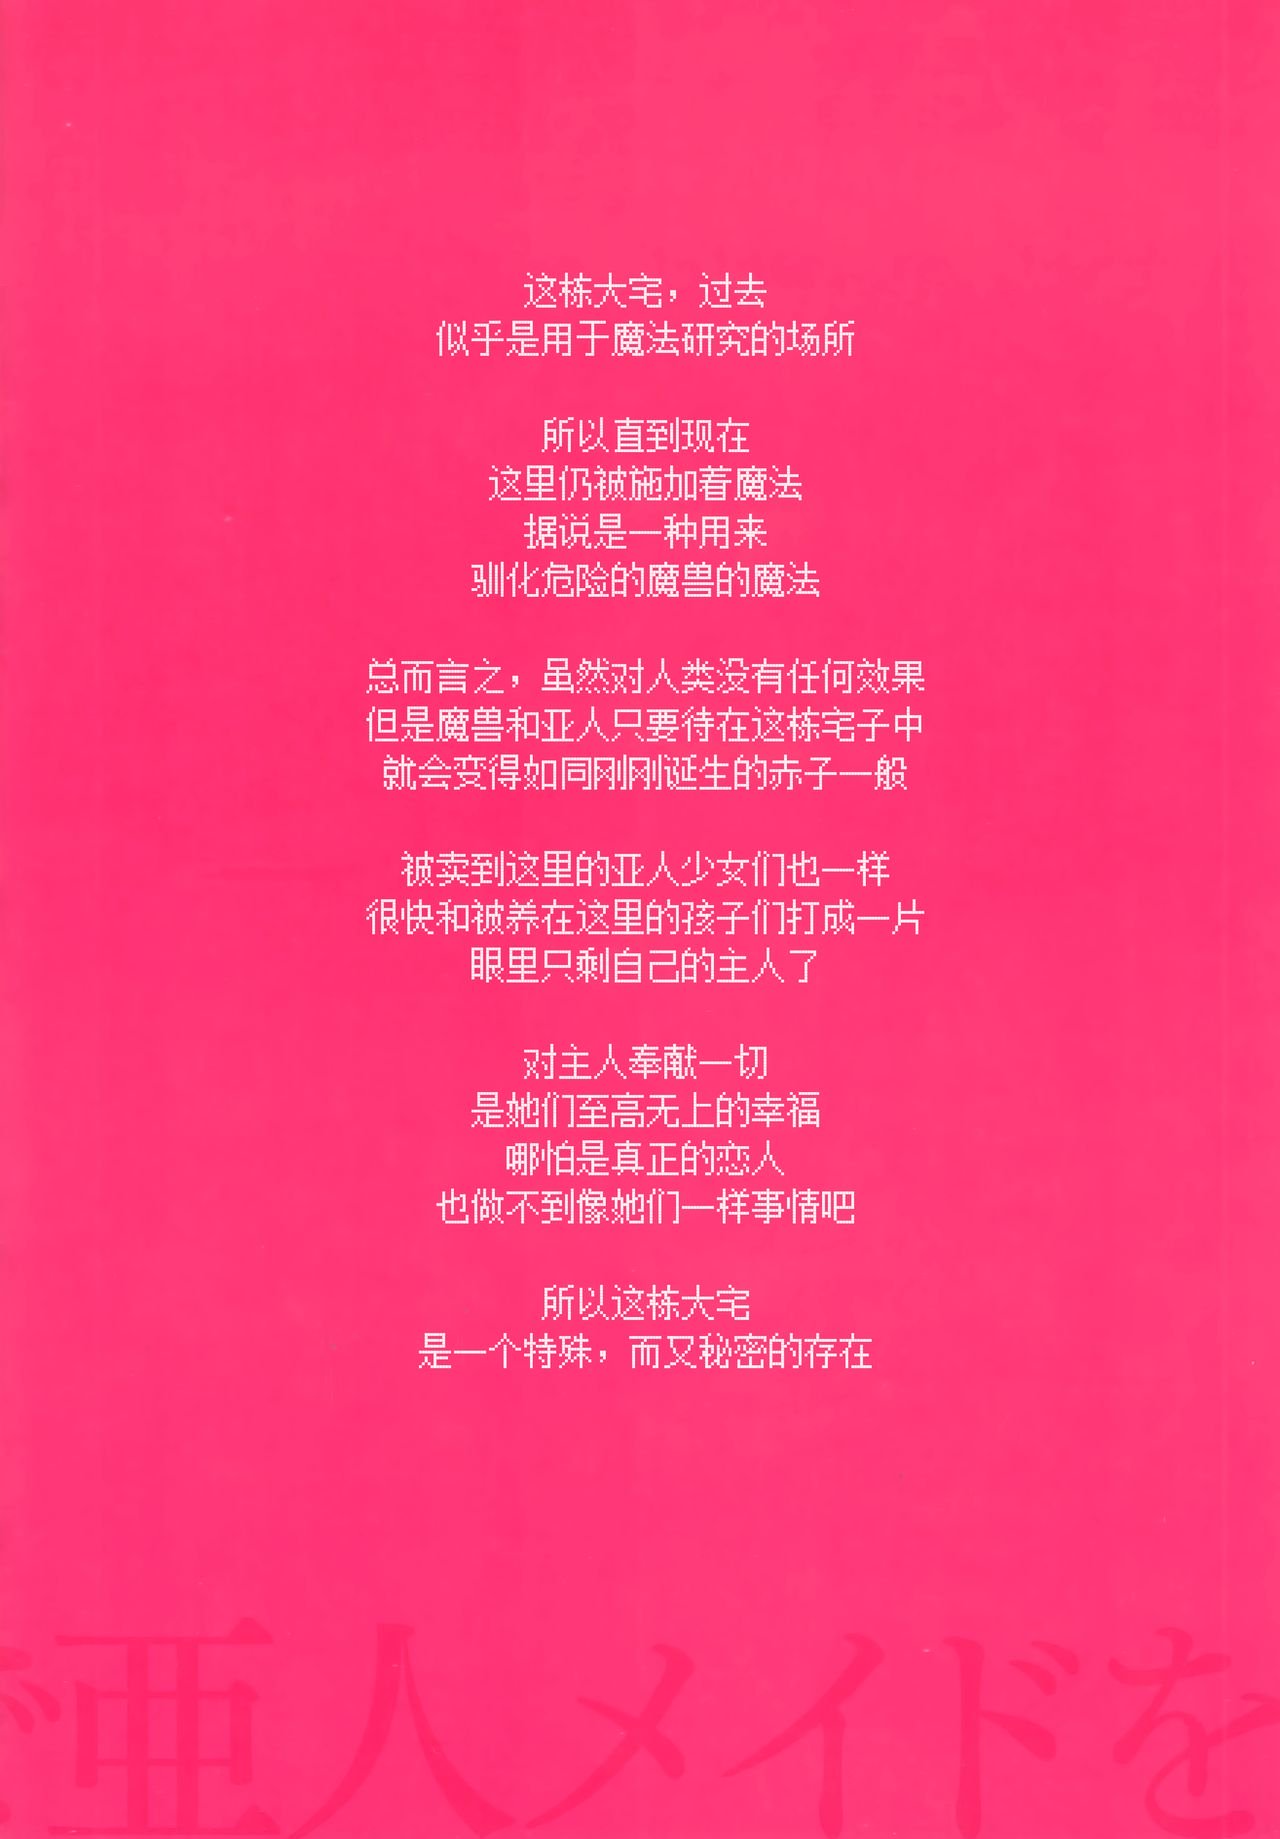 这栋大宅，过去
似乎是用于魔法研究的场所
所以直到现在
这里仍被施加着魔法
据说是一种用来
驯化危险的魔兽的魔法
总而言之，虽然对人类没有任何效果
但是魔兽和亚人只要待在这栋宅子中
就会变得如同刚刚诞生的赤子一般
被卖到这里的亚人少女们也一样
很快和被养在这里的孩子们打成一片
眼里只剩自己的主人了
对主人奉献一切
是她们至高无上的幸福
哪怕是真正的恋人
也做不到像她们一样事情吧
所以这栋大宅
是一个特殊，而又秘密的存在
で亜人メイドを